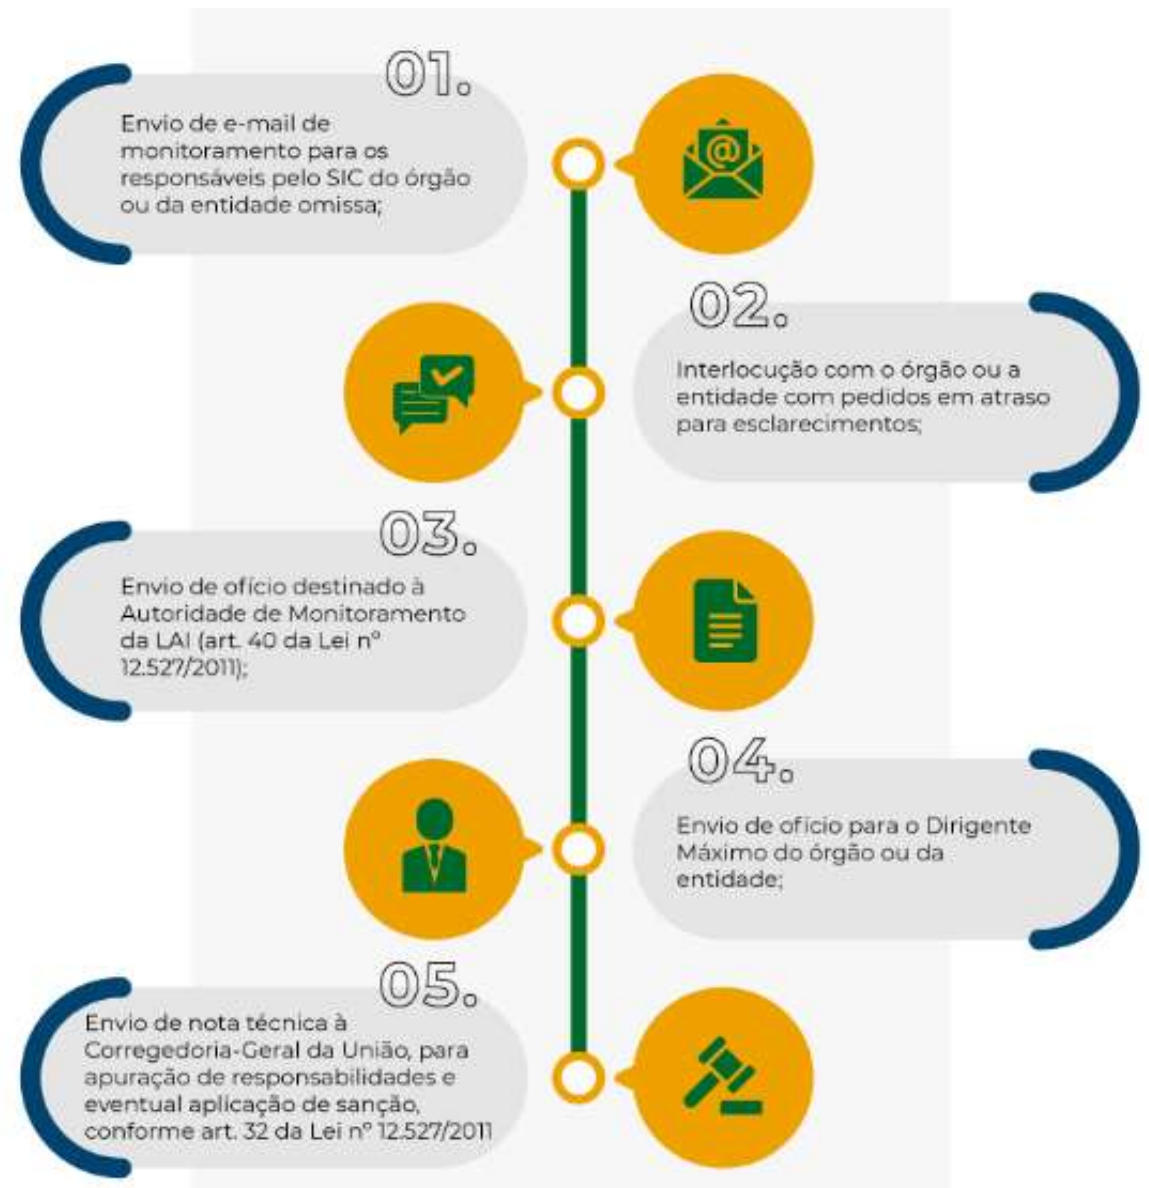 01.
Envio de e-mail de
monitoramento para os
responsáveis pelo SIC do órgão
ou da entidade omissa;
@
02.
Interlocução com o órgão ou a
entidade com pedidos em atraso
para esclarecimentos;
03.
Envio de ofício destinado à
Autoridade de Monitoramento
da LAI (art. 40 da Lei nº
12.527/2011);
04.
Envio de ofício para o Dirigente
Máximo do órgão ou da
entidade;
05.
Envio de nota técnica à
Corregedoria-Geral da União, para
apuração de responsabilidades e
eventual aplicação de sanção,
conforme art. 32 da Lei nº 12.527/2011